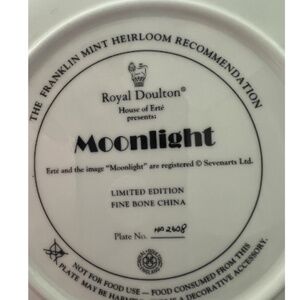 THE FRANKLIN MINT HEIRLOOM RECOMMENDATION
Royal Doulton®
House of Erté
presents:
Moonlight
Erté and the image "Moonlight" are registered © Sevenarts Ltd.
LIMITED EDITION
FINE BONE CHINA
Plate No.
NOT FOR FOOD USE — FOOD CONSUMED FROM THIS
PLATE MAY BE HARMFUL. THIS IS A DECORATIVE ACCESSORY.